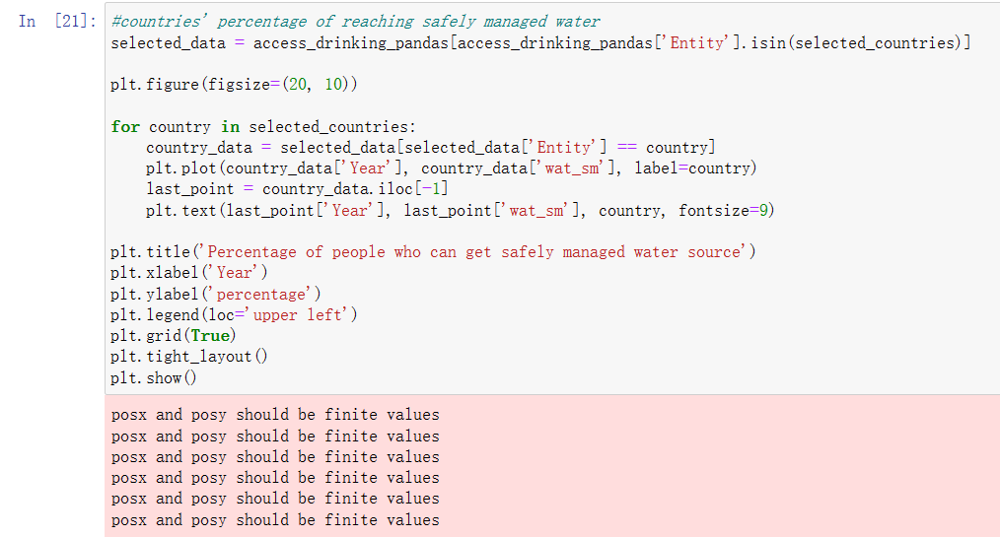 In [21]: #countries' percentage of reaching safely managed water
selected_data = access_drinking_pandas[access_drinking_pandas['Entity'].isin(selected_countries)]
plt.figure(figsize=(20, 10))
for country in selected_countries:
    country_data = selected_data[selected_data['Entity'] == country]
    plt.plot(country_data['Year'], country_data['wat_sm'], label=country)
    last_point = country_data.iloc[-1]
    plt.text(last_point['Year'], last_point['wat_sm'], country, fontsize=9)
plt.title('Percentage of people who can get safely managed water source')
plt.xlabel('Year')
plt.ylabel('percentage')
plt.legend(loc='upper left')
plt.grid(True)
plt.tight_layout()
plt.show()
posx and posy should be finite values
posx and posy should be finite values
posx and posy should be finite values
posx and posy should be finite values
posx and posy should be finite values
posx and posy should be finite values